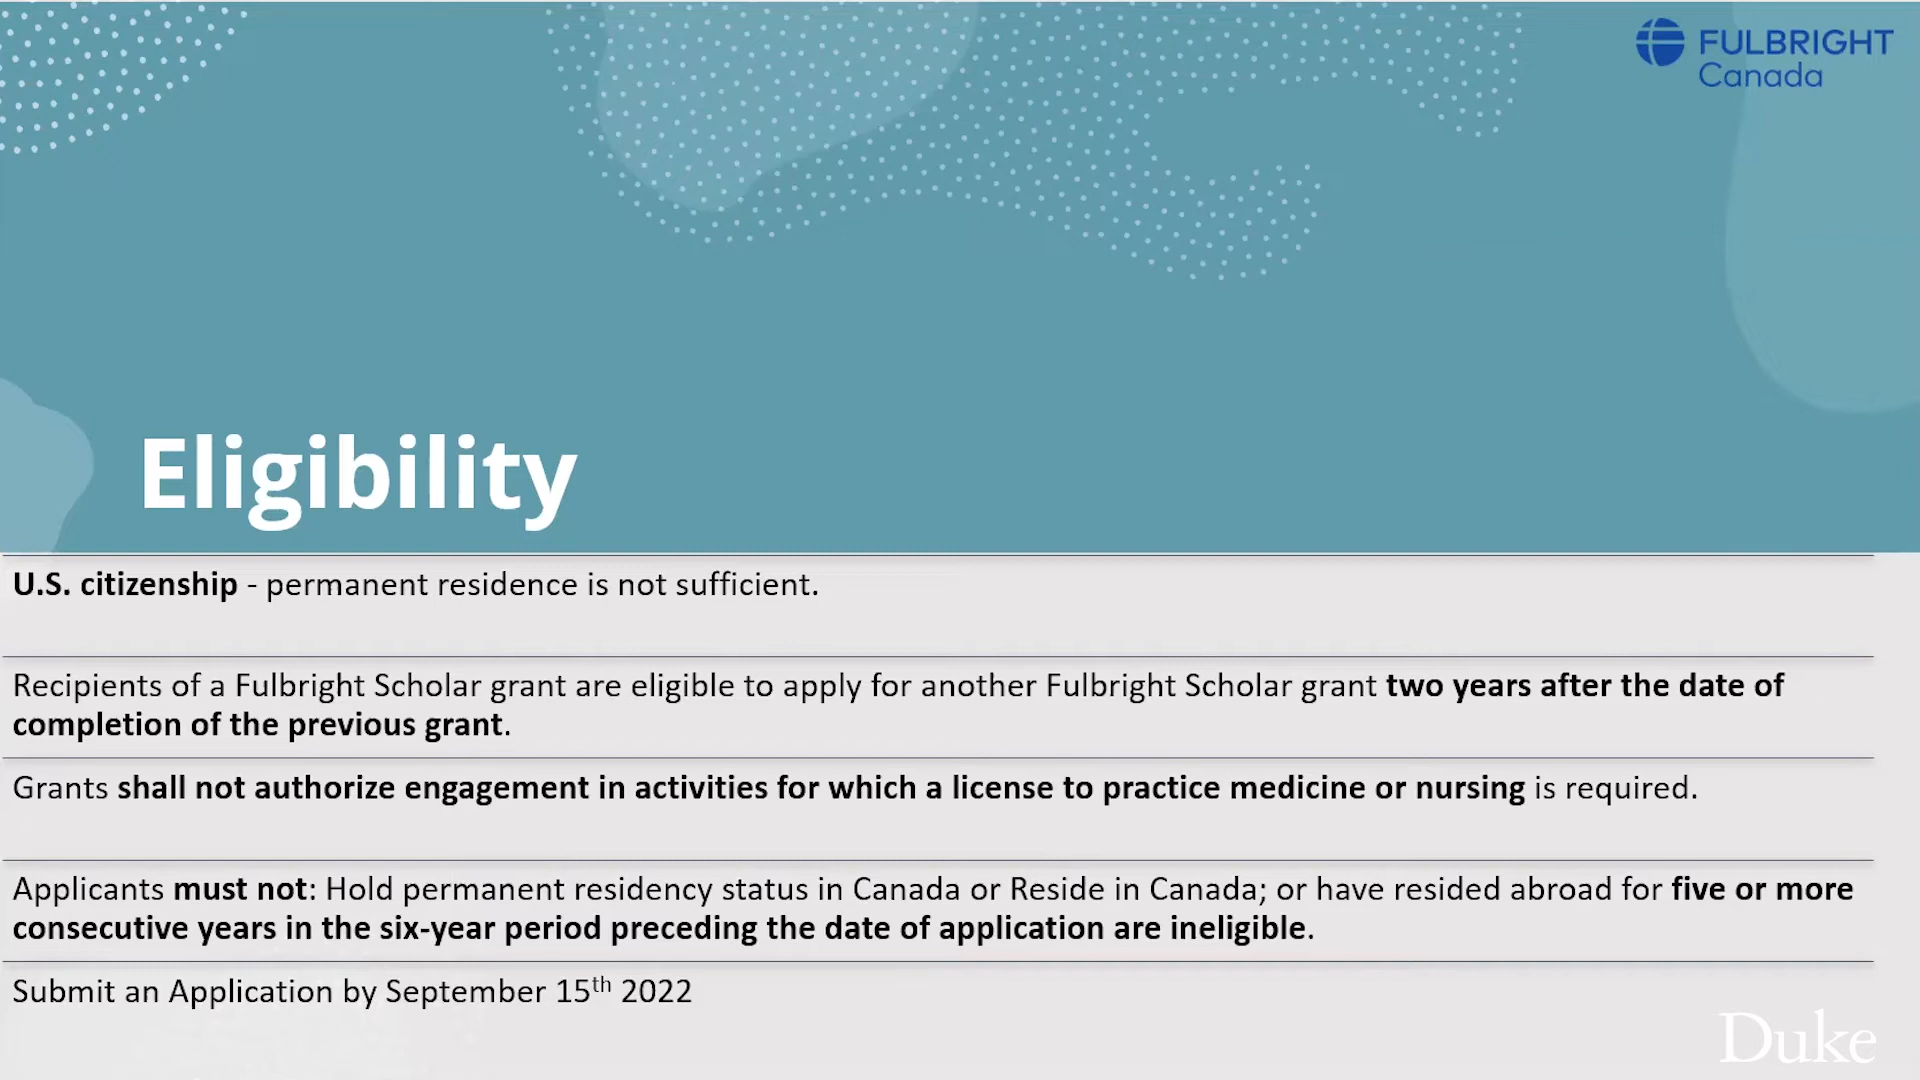 FULBRIGHT
Canada
Eligibility
U.S. citizenship - permanent residence is not sufficient.
Recipients of a Fulbright Scholar grant are eligible to apply for another Fulbright Scholar grant two years after the date of
completion of the previous grant.
Grants shall not authorize engagement in activities for which a license to practice medicine or nursing is required.
Applicants must not: Hold permanent residency status in Canada or Reside in Canada; or have resided abroad for five or more
consecutive years in the six-year period preceding the date of application are ineligible.
Submit an Application by September 15th 2022
Duke